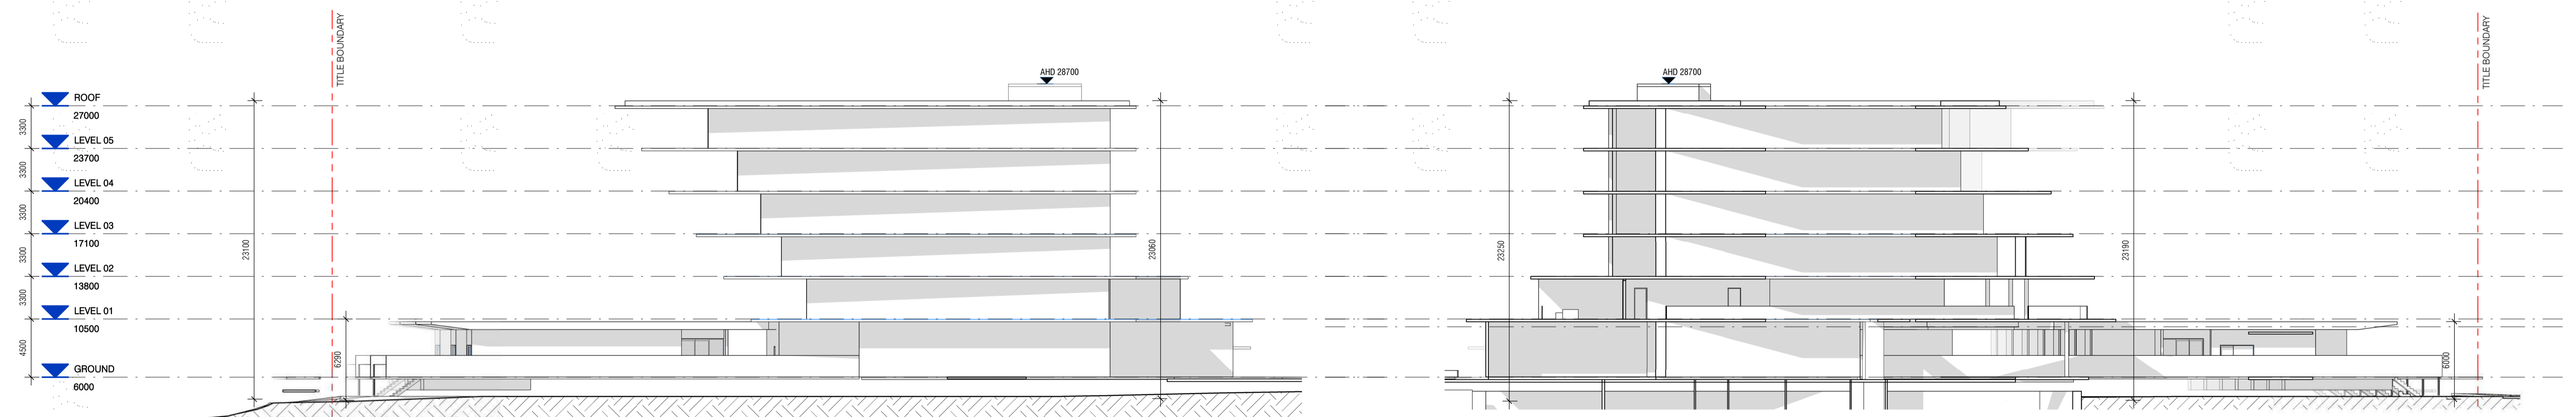 TITLE BOUNDARY
TITLE BOUNDARY
AHD 28700
AHD 28700
ROOF
27000
3300
LEVEL 05
23700
3300
LEVEL 04
20400
3300
LEVEL 03
17100
3300
LEVEL 02
13800
3300
LEVEL 01
10500
4500
GROUND
6000
23100
6290
23060
23250
23190
6000